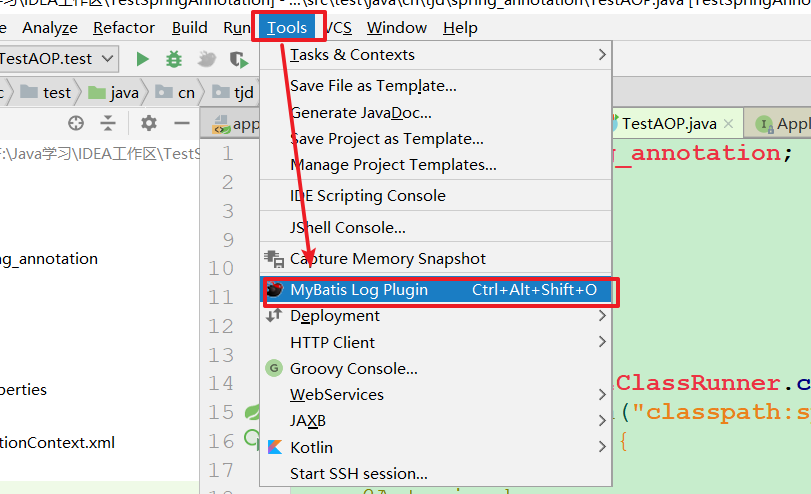 学习\IDEA工作区\TestSpringAnnotation] - ...\src\test\java\cn\tjd\spring_annotation\TestAOP.java [TestSpringAnno
e Analyze Refactor Build Run Tools VCS Window Help
TestAOP.test
test java cn tjd
app
TestAOP.java
Appl
:\Java学习\IDEA工作区\TestS
ng_annotation
perties
tionContext.xml
1
2
3
9
10
11
12
13
14
15
16
17
Tasks & Contexts
Save File as Template...
Generate JavaDoc...
Save Project as Template...
Manage Project Templates...
IDE Scripting Console
JShell Console...
Capture Memory Snapshot
MyBatis Log Plugin Ctrl+Alt+Shift+O
Deployment
HTTP Client
Groovy Console...
WebServices
JAXB
Kotlin
Start SSH session...
g_annotation;
ClassRunner.c
("classpath:s
{